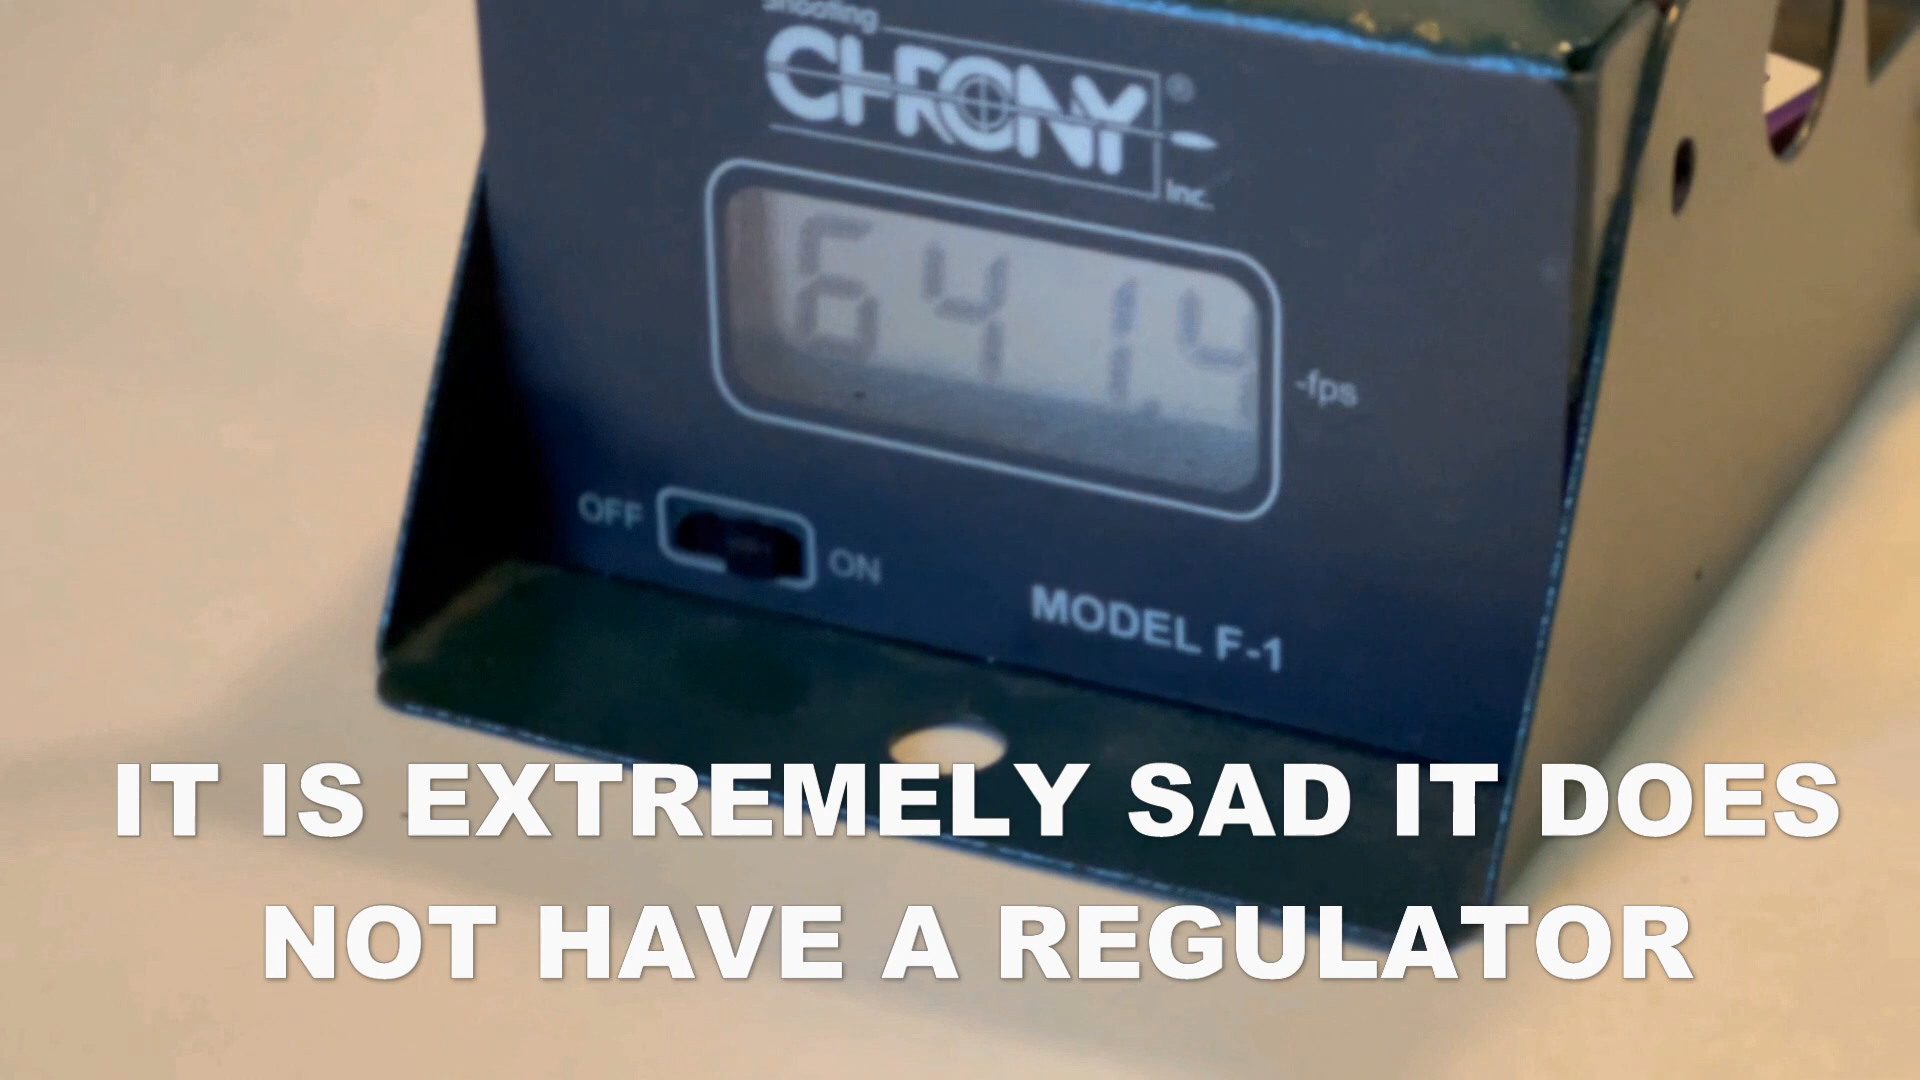 Shooting
CHRONY ®
Inc.
641.4
-fps
OFF
ON
MODEL F-1
IT IS EXTREMELY SAD IT DOES
NOT HAVE A REGULATOR